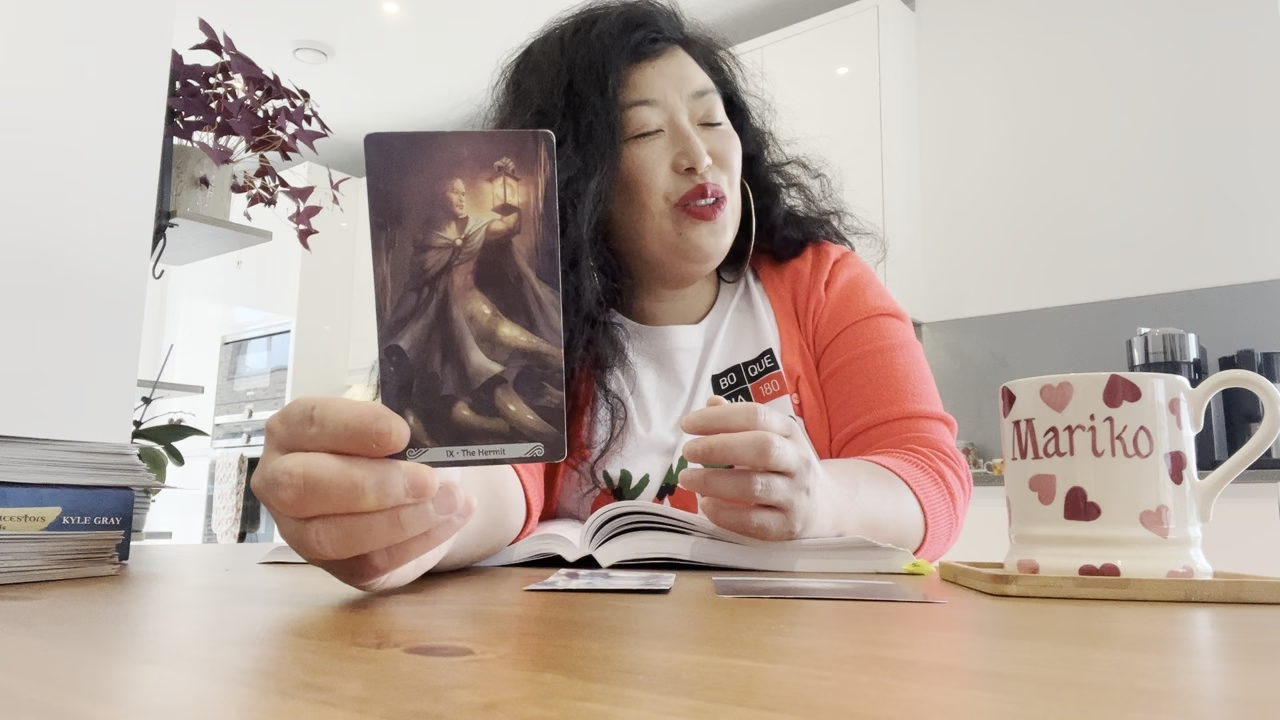 IX • The Hermit
BO QUE
180
Mariko
KYLE GRAY